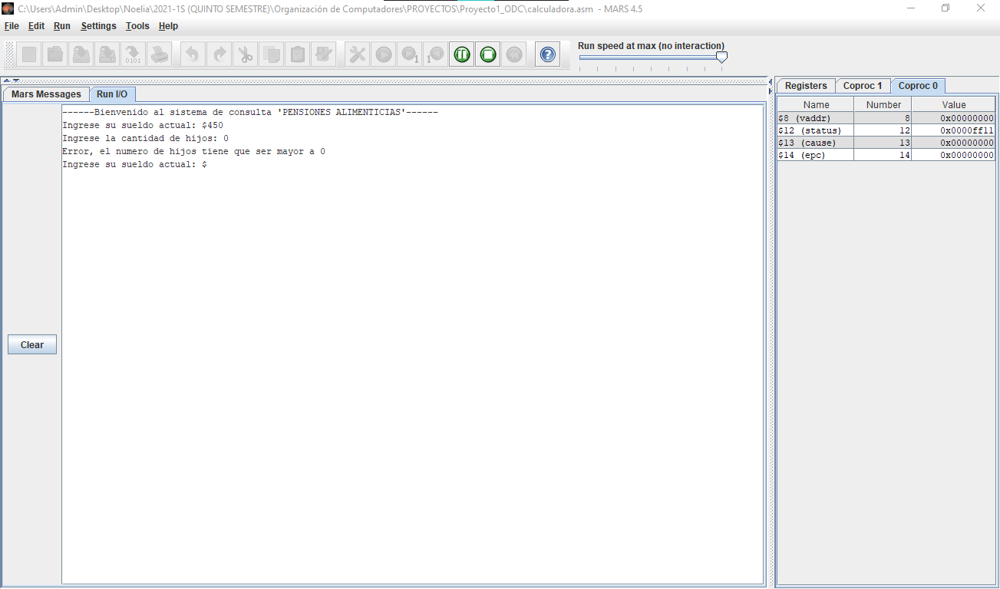 C:\Users\Admin\Desktop\Noelia\2021-1S (QUINTO SEMESTRE)\Organización de Computadores\PROYECTOS\Proyecto1_ODC\calculadora.asm - MARS 4.5
File Edit Run Settings Tools Help
0101
1
1
?
Run speed at max (no interaction)
Mars Messages Run I/O
------Bienvenido al sistema de consulta 'PENSIONES ALIMENTICIAS'------
Ingrese su sueldo actual: $450
Ingrese la cantidad de hijos: 0
Error, el numero de hijos tiene que ser mayor a 0
Ingrese su sueldo actual: $
Clear
Registers Coproc 1 Coproc 0
Name Number Value
$8 (vaddr) 8 0x00000000
$12 (status) 12 0x0000ff11
$13 (cause) 13 0x00000000
$14 (epc) 14 0x00000000